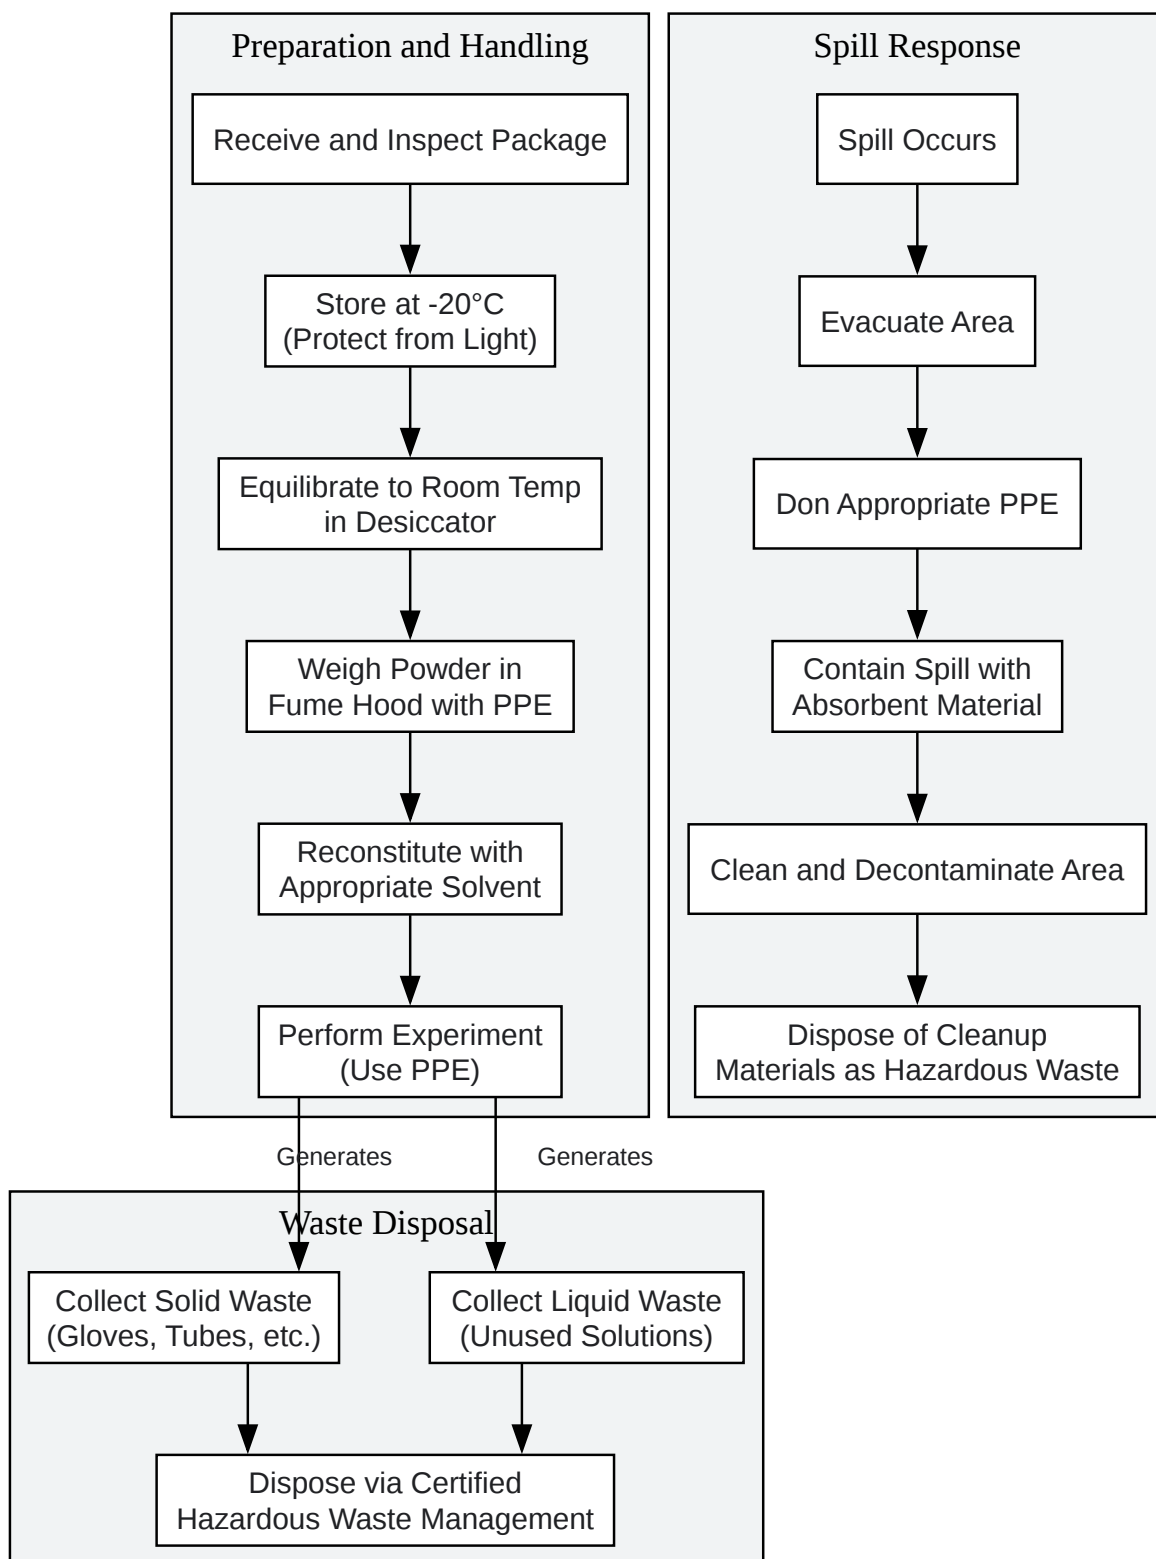 Preparation and Handling
Receive and Inspect Package
Store at -20°C
(Protect from Light)
Equilibrate to Room Temp
in Desiccator
Weigh Powder in
Fume Hood with PPE
Reconstitute with
Appropriate Solvent
Perform Experiment
(Use PPE)
Spill Response
Spill Occurs
Evacuate Area
Don Appropriate PPE
Contain Spill with
Absorbent Material
Clean and Decontaminate Area
Dispose of Cleanup
Materials as Hazardous Waste
Generates
Generates
Waste Disposal
Collect Solid Waste
(Gloves, Tubes, etc.)
Collect Liquid Waste
(Unused Solutions)
Dispose via Certified
Hazardous Waste Management